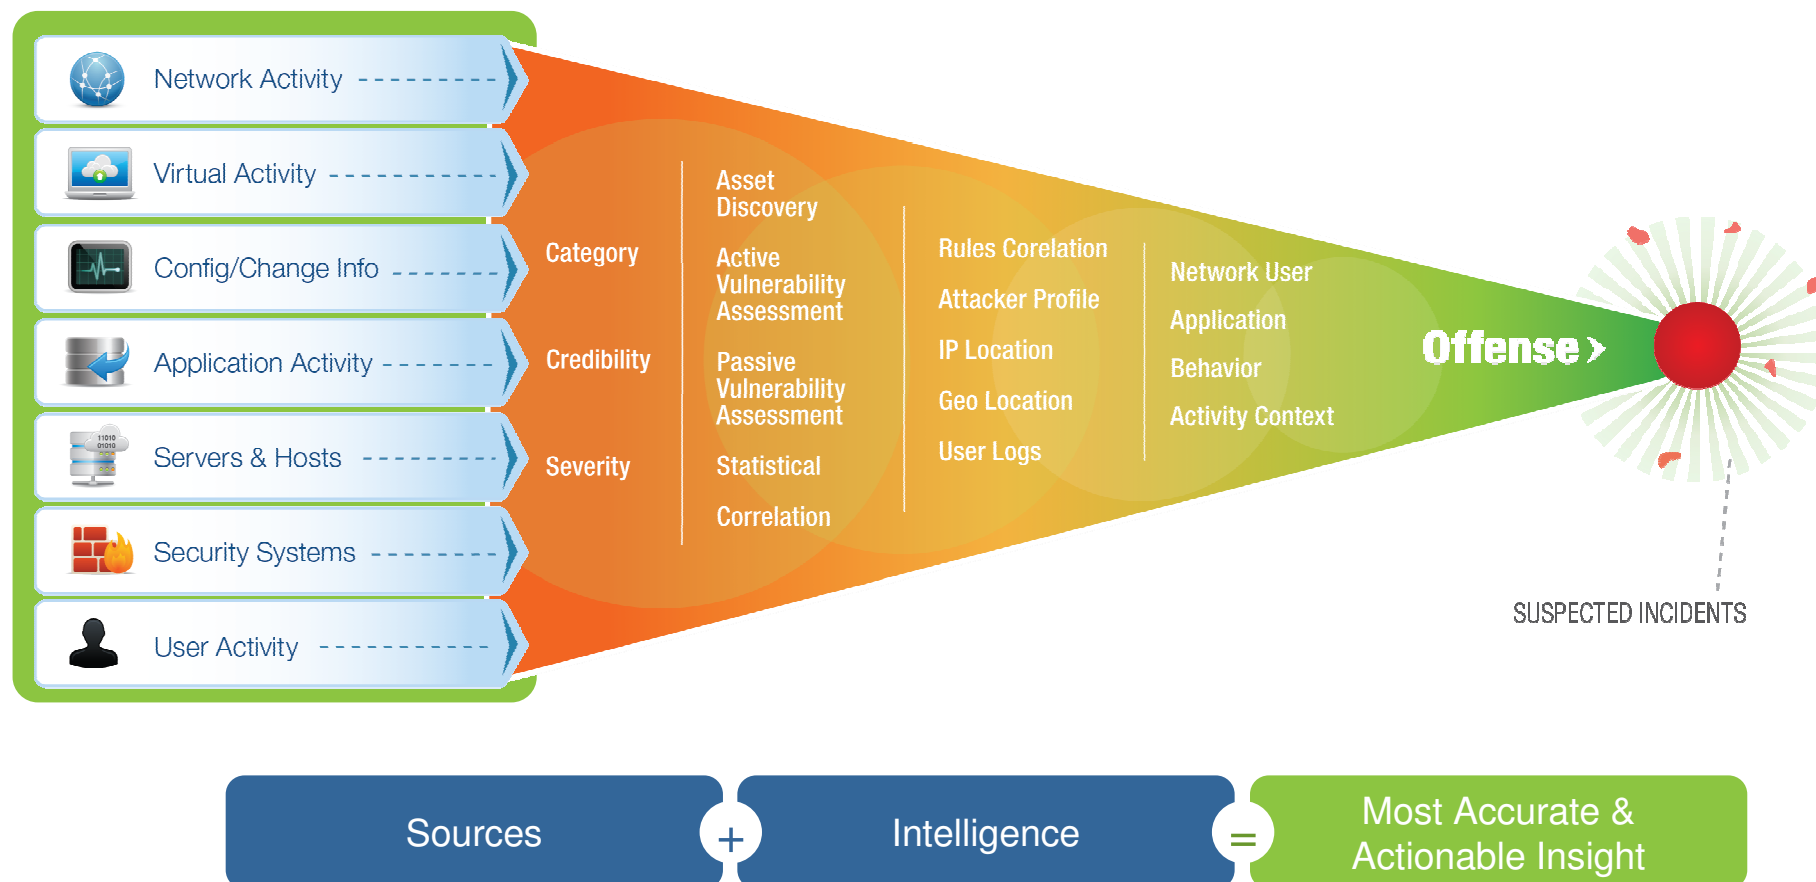 Network Activity
Virtual Activity
Config/Change Info
Application Activity
Servers & Hosts
11010
01010
Security Systems
User Activity
Category
Credibility
Severity
Asset
Discovery
Active
Vulnerability
Assessment
Passive
Vulnerability
Assessment
Statistical
Correlation
Rules Corelation
Attacker Profile
IP Location
Geo Location
User Logs
Network User
Application
Behavior
Activity Context
Offense >
SUSPECTED INCIDENTS
Sources
+
Intelligence
=
Most Accurate &
Actionable Insight